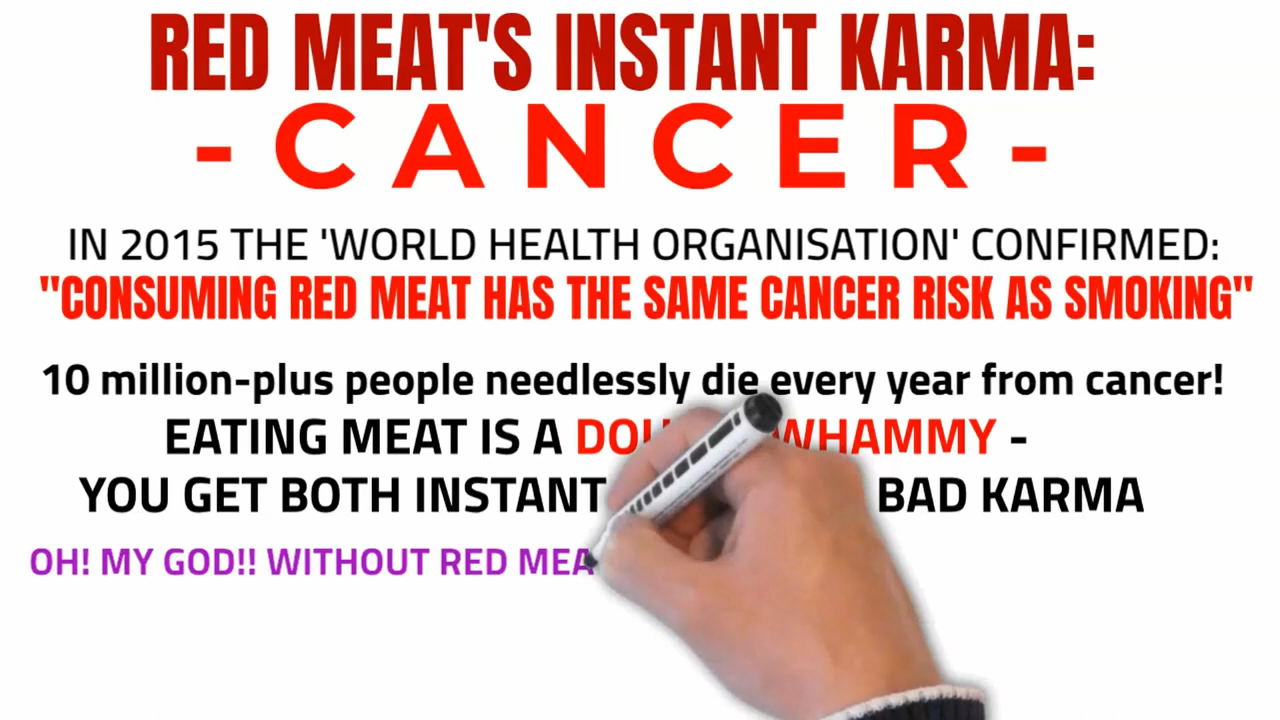 RED MEAT'S INSTANT KARMA:
- CANCER -
IN 2015 THE 'WORLD HEALTH ORGANISATION' CONFIRMED:
"CONSUMING RED MEAT HAS THE SAME CANCER RISK AS SMOKING"
10 million-plus people needlessly die every year from cancer!
EATING MEAT IS A WHAMMY -
YOU GET BOTH INSTANT BAD KARMA
OH! MY GOD!! WITHOUT RED MEA